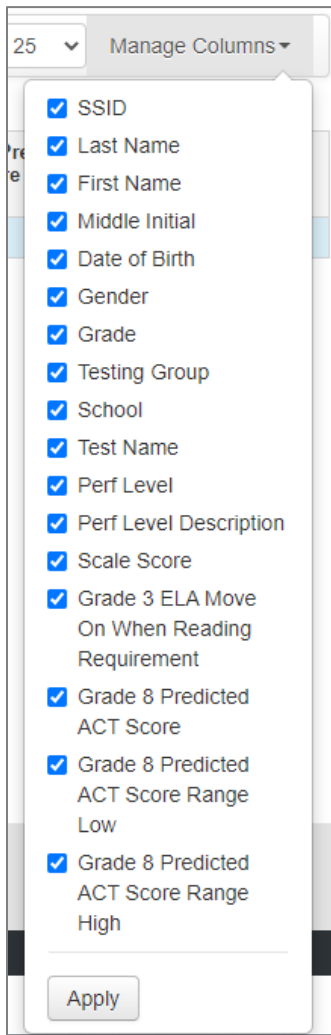 25 Manage Columns
SSID
Last Name
First Name
Middle Initial
Date of Birth
Gender
Grade
Testing Group
School
Test Name
Perf Level
Perf Level Description
Scale Score
Grade 3 ELA Move
On When Reading
Requirement
Grade 8 Predicted
ACT Score
Grade 8 Predicted
ACT Score Range
Low
Grade 8 Predicted
ACT Score Range
High
Apply